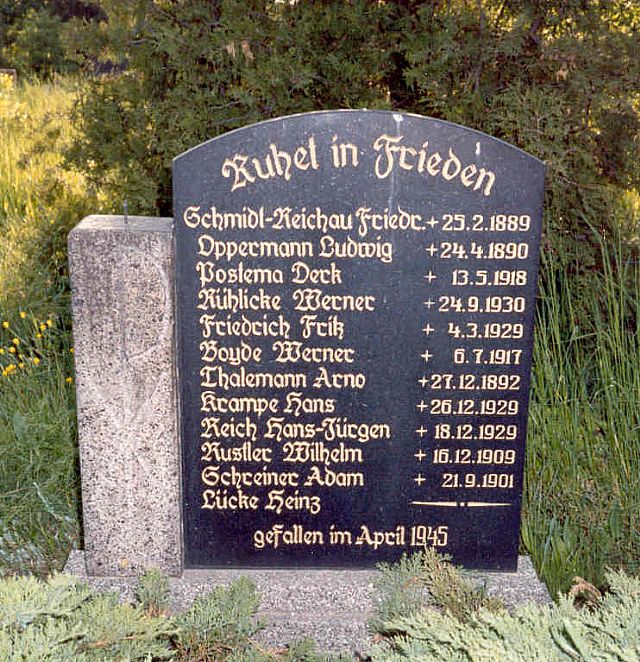 Ruhet in Frieden
Schmidt-Reichau Friedr. + 25.2.1889
Oppermann Ludwig + 24.4.1890
Postema Derk + 13.5.1918
Rühlicke Werner + 24.9.1930
Friedrich Fritz + 4.3.1929
Boyde Werner + 6.7.1917
Thalemann Arno + 27.12.1892
Krampe Hans + 26.12.1929
Reich Hans-Jürgen + 18.12.1929
Rustler Wilhelm + 16.12.1909
Schreiner Adam + 21.9.1901
Lücke Heinz
gefallen im April 1945